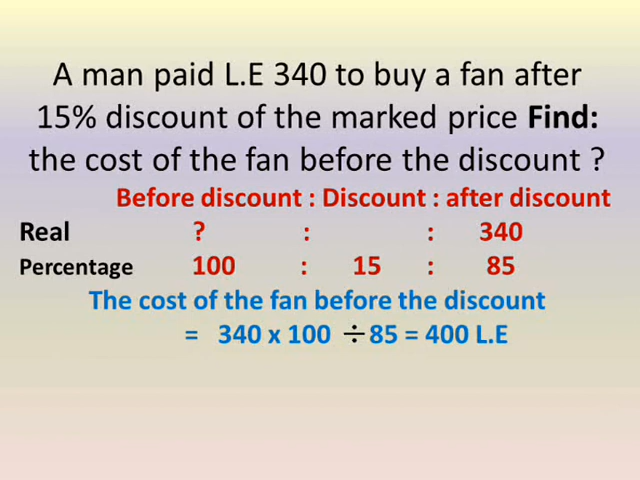 A man paid L.E 340 to buy a fan after
15% discount of the marked price Find:
the cost of the fan before the discount ?
Before discount : Discount : after discount
Real ? : : 340
Percentage 100 : 15 : 85
The cost of the fan before the discount
= 340 x 100 ÷ 85 = 400 L.E